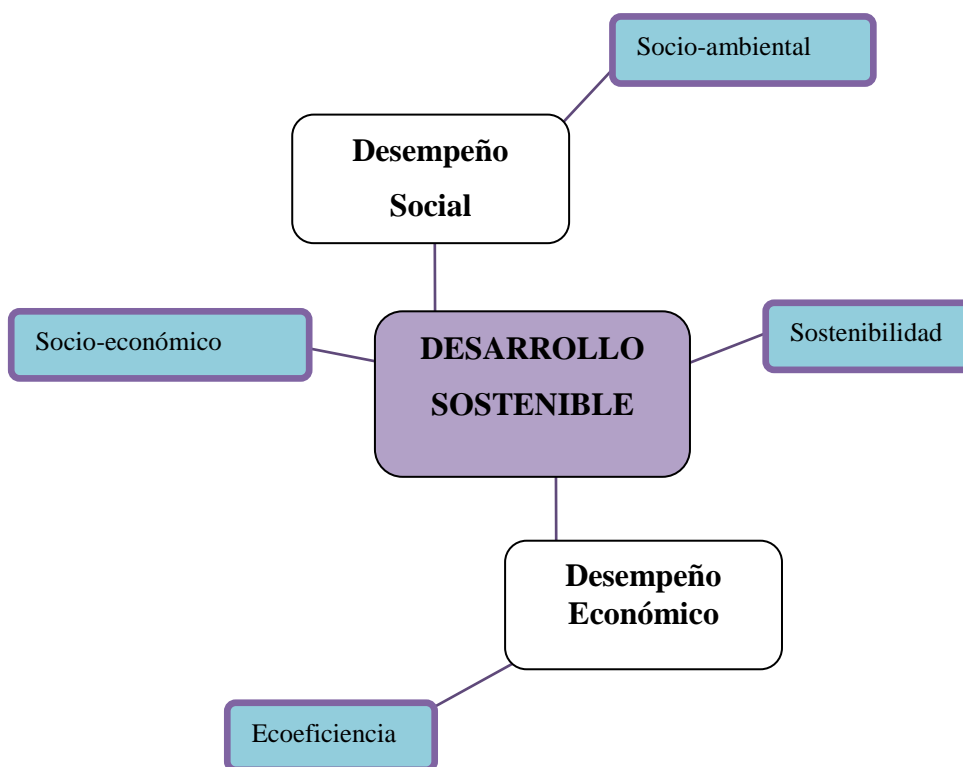 Socio-ambiental
Desempeño
Social
Socio-económico
DESARROLLO
SOSTENIBLE
Sostenibilidad
Desempeño
Económico
Ecoeficiencia